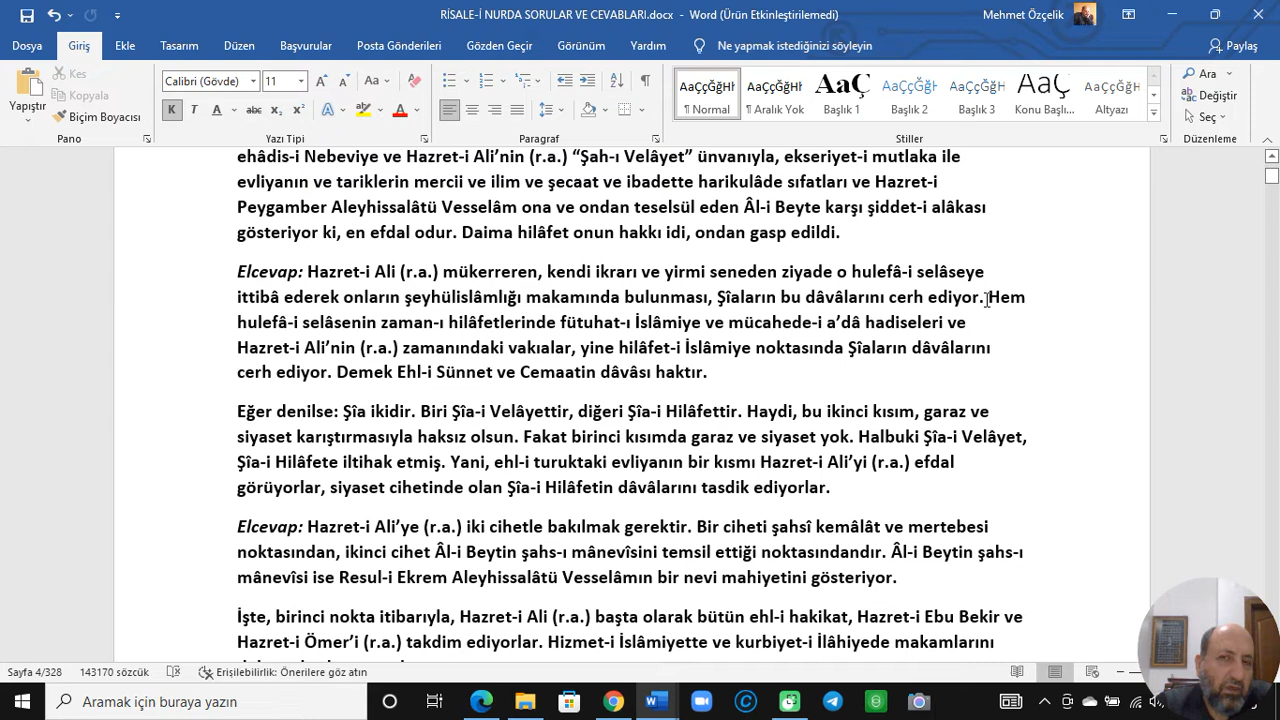 RİSALE-İ NURDA SORULAR VE CEVABLARI.docx - Word (Ürün Etkinleştirilemedi)
Mehmet Özçelik
Dosya Giriş Ekle Tasarım Düzen Başvurular Posta Gönderileri Gözden Geçir Görünüm Yardım Ne yapmak istediğinizi söyleyin Paylaş
Yapıştır
Kes
Kopyala
Biçim Boyacısı
Calibri (Gövde) 11
K T A abc x₂ x²
AaÇçĞğHł AaÇçĞğHł AaÇ AaÇçĞğl AaÇçĞğH AaÇ AaÇçĞğHł
¶ Normal ¶ Aralık Yok Başlık 1 Başlık 2 Başlık 3 Konu Başlı... Altyazı
Ara
Değiştir
Seç
Pano Yazı Tipi Paragraf Stiller Düzenleme
ehâdis-i Nebeviye ve Hazret-i Ali’nin (r.a.) “Şah-ı Velâyet” ünvanıyla, ekseriyet-i mutlaka ile
evliyanın ve tariklerin mercii ve ilim ve şecaat ve ibadette harikulâde sıfatları ve Hazret-i
Peygamber Aleyhissalâtü Vesselâm ona ve ondan teselsül eden Âl-i Beyte karşı şiddet-i alâkası
gösteriyor ki, en efdal odur. Daima hilâfet onun hakkı idi, ondan gasp edildi.
Elcevap: Hazret-i Ali (r.a.) mükerreren, kendi ikrarı ve yirmi seneden ziyade o hulefâ-i selâseye
ittibâ ederek onların şeyhülislâmlığı makamında bulunması, Şîaların bu dâvâlarını cerh ediyor. Hem
hulefâ-i selâsenin zaman-ı hilâfetlerinde fütuhat-ı İslâmiye ve mücahede-i a’dâ hadiseleri ve
Hazret-i Ali’nin (r.a.) zamanındaki vakıalar, yine hilâfet-i İslâmiye noktasında Şîaların dâvâlarını
cerh ediyor. Demek Ehl-i Sünnet ve Cemaatin dâvâsı haktır.
Eğer denilse: Şîa ikidir. Biri Şîa-i Velâyettir, diğeri Şîa-i Hilâfettir. Haydi, bu ikinci kısım, garaz ve
siyaset karıştırmasıyla haksız olsun. Fakat birinci kısımda garaz ve siyaset yok. Halbuki Şîa-i Velâyet,
Şîa-i Hilâfete iltihak etmiş. Yani, ehl-i turuktaki evliyanın bir kısmı Hazret-i Ali’yi (r.a.) efdal
görüyorlar, siyaset cihetinde olan Şîa-i Hilâfetin dâvâlarını tasdik ediyorlar.
Elcevap: Hazret-i Ali’ye (r.a.) iki cihetle bakılmak gerektir. Bir ciheti şahsî kemâlât ve mertebesi
noktasından, ikinci cihet Âl-i Beytin şahs-ı mânevîsini temsil ettiği noktasındandır. Âl-i Beytin şahs-ı
mânevîsi ise Resul-i Ekrem Aleyhissalâtü Vesselâmın bir nevi mahiyetini gösteriyor.
İşte, birinci nokta itibarıyla, Hazret-i Ali (r.a.) başta olarak bütün ehl-i hakikat, Hazret-i Ebu Bekir ve
Hazret-i Ömer’i (r.a.) takdim ediyorlar. Hizmet-i İslâmiyette ve kurbiyet-i İlâhiyede makamlarını
Sayfa 4/328 143170 sözcük Erişilebilirlik: Önerilere göz atın
Aramak için buraya yazın